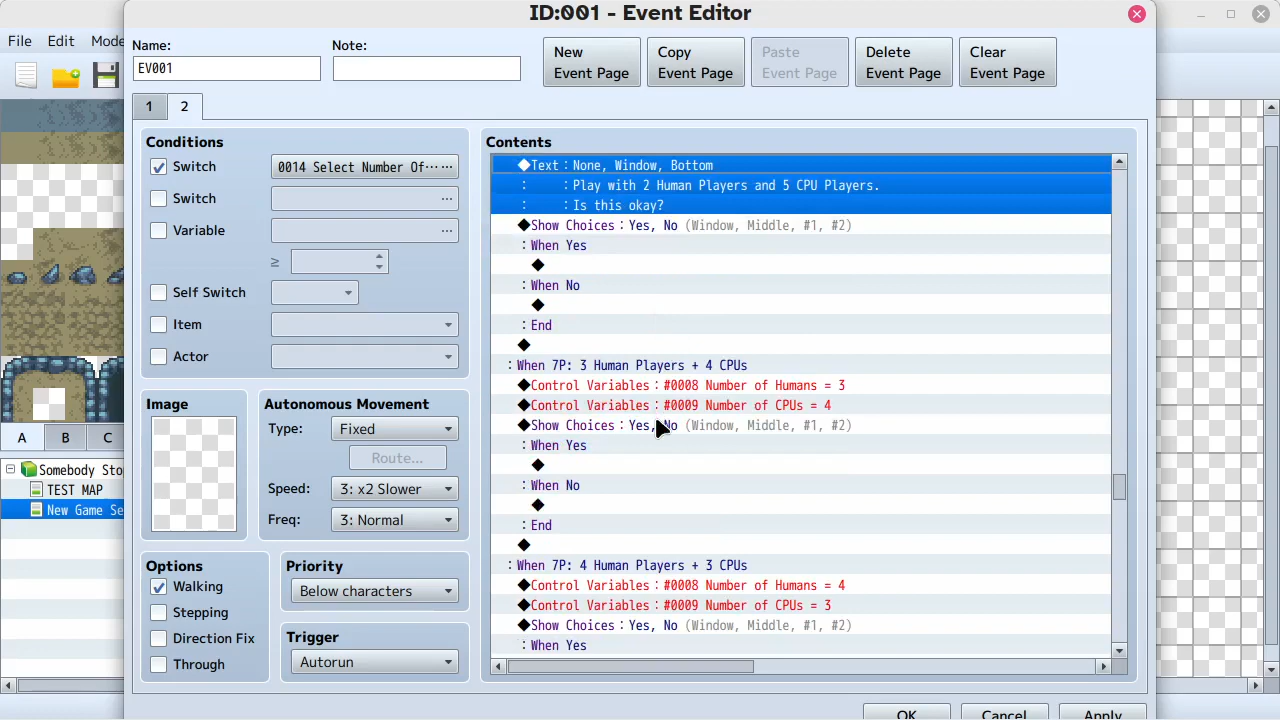 ID:001 - Event Editor
File Edit Mode
Name:
Note:
EV001
New Event Page
Copy Event Page
Paste Event Page
Delete Event Page
Clear Event Page
1 2
Conditions
Switch 0014 Select Number Of··· ···
Switch ···
Variable ···
≥
Self Switch
Item
Actor
Image
Autonomous Movement
Type: Fixed
Route...
Speed: 3: x2 Slower
Freq: 3: Normal
Options
Walking
Stepping
Direction Fix
Through
Priority
Below characters
Trigger
Autorun
Contents
◆Text：None, Window, Bottom
： ：Play with 2 Human Players and 5 CPU Players.
： ：Is this okay?
◆Show Choices：Yes, No (Window, Middle, #1, #2)
：When Yes
◆
：When No
◆
：End
◆
：When 7P: 3 Human Players + 4 CPUs
◆Control Variables：#0008 Number of Humans = 3
◆Control Variables：#0009 Number of CPUs = 4
◆Show Choices：Yes, No (Window, Middle, #1, #2)
：When Yes
◆
：When No
◆
：End
◆
：When 7P: 4 Human Players + 3 CPUs
◆Control Variables：#0008 Number of Humans = 4
◆Control Variables：#0009 Number of CPUs = 3
◆Show Choices：Yes, No (Window, Middle, #1, #2)
：When Yes
A B C
Somebody Sto
TEST MAP
New Game Se
OK Cancel Apply